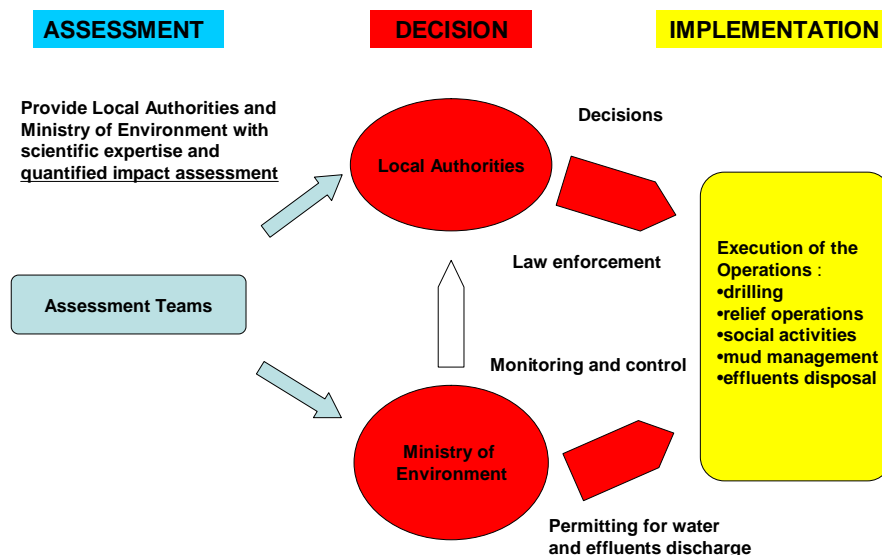 ASSESSMENT
DECISION
IMPLEMENTATION
Provide Local Authorities and
Ministry of Environment with
scientific expertise and
quantified impact assessment
Decisions
Local Authorities
Law enforcement
Assessment Teams
Execution of the
Operations :
•drilling
•relief operations
•social activities
•mud management
•effluents disposal
Monitoring and control
Ministry of
Environment
Permitting for water
and effluents discharge